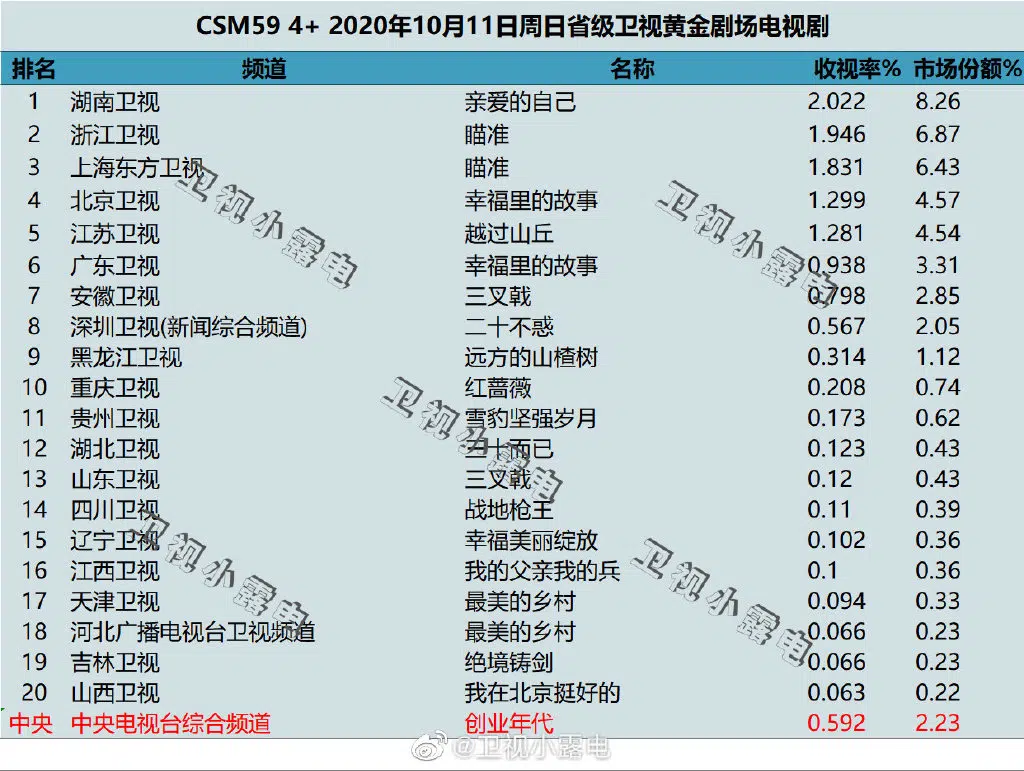 CSM59 4+ 2020年10月11日周日省级卫视黄金剧场电视剧
排名 频道 名称 收视率% 市场份额%
1 湖南卫视 亲爱的自己 2.022 8.26
2 浙江卫视 瞄准 1.946 6.87
3 上海东方卫视 瞄准 1.831 6.43
4 北京卫视 幸福里的故事 1.299 4.57
5 江苏卫视 越过山丘 1.281 4.54
6 广东卫视 幸福里的故事 0.938 3.31
7 安徽卫视 三叉戟 0.798 2.85
8 深圳卫视(新闻综合频道) 二十不惑 0.567 2.05
9 黑龙江卫视 远方的山楂树 0.314 1.12
10 重庆卫视 红蔷薇 0.208 0.74
11 贵州卫视 雪豹坚强岁月 0.173 0.62
12 湖北卫视 三十而已 0.123 0.43
13 山东卫视 三叉戟 0.12 0.43
14 四川卫视 战地枪王 0.11 0.39
15 辽宁卫视 幸福美丽绽放 0.102 0.36
16 江西卫视 我的父亲我的兵 0.1 0.36
17 天津卫视 最美的乡村 0.094 0.33
18 河北广播电视台卫视频道 最美的乡村 0.066 0.23
19 吉林卫视 绝境铸剑 0.066 0.23
20 山西卫视 我在北京挺好的 0.063 0.22
中央 中央电视台综合频道 创业年代 0.592 2.23
卫视小露电
卫视小露电
卫视小露电
卫视小露电
卫视小露电
@卫视小露电